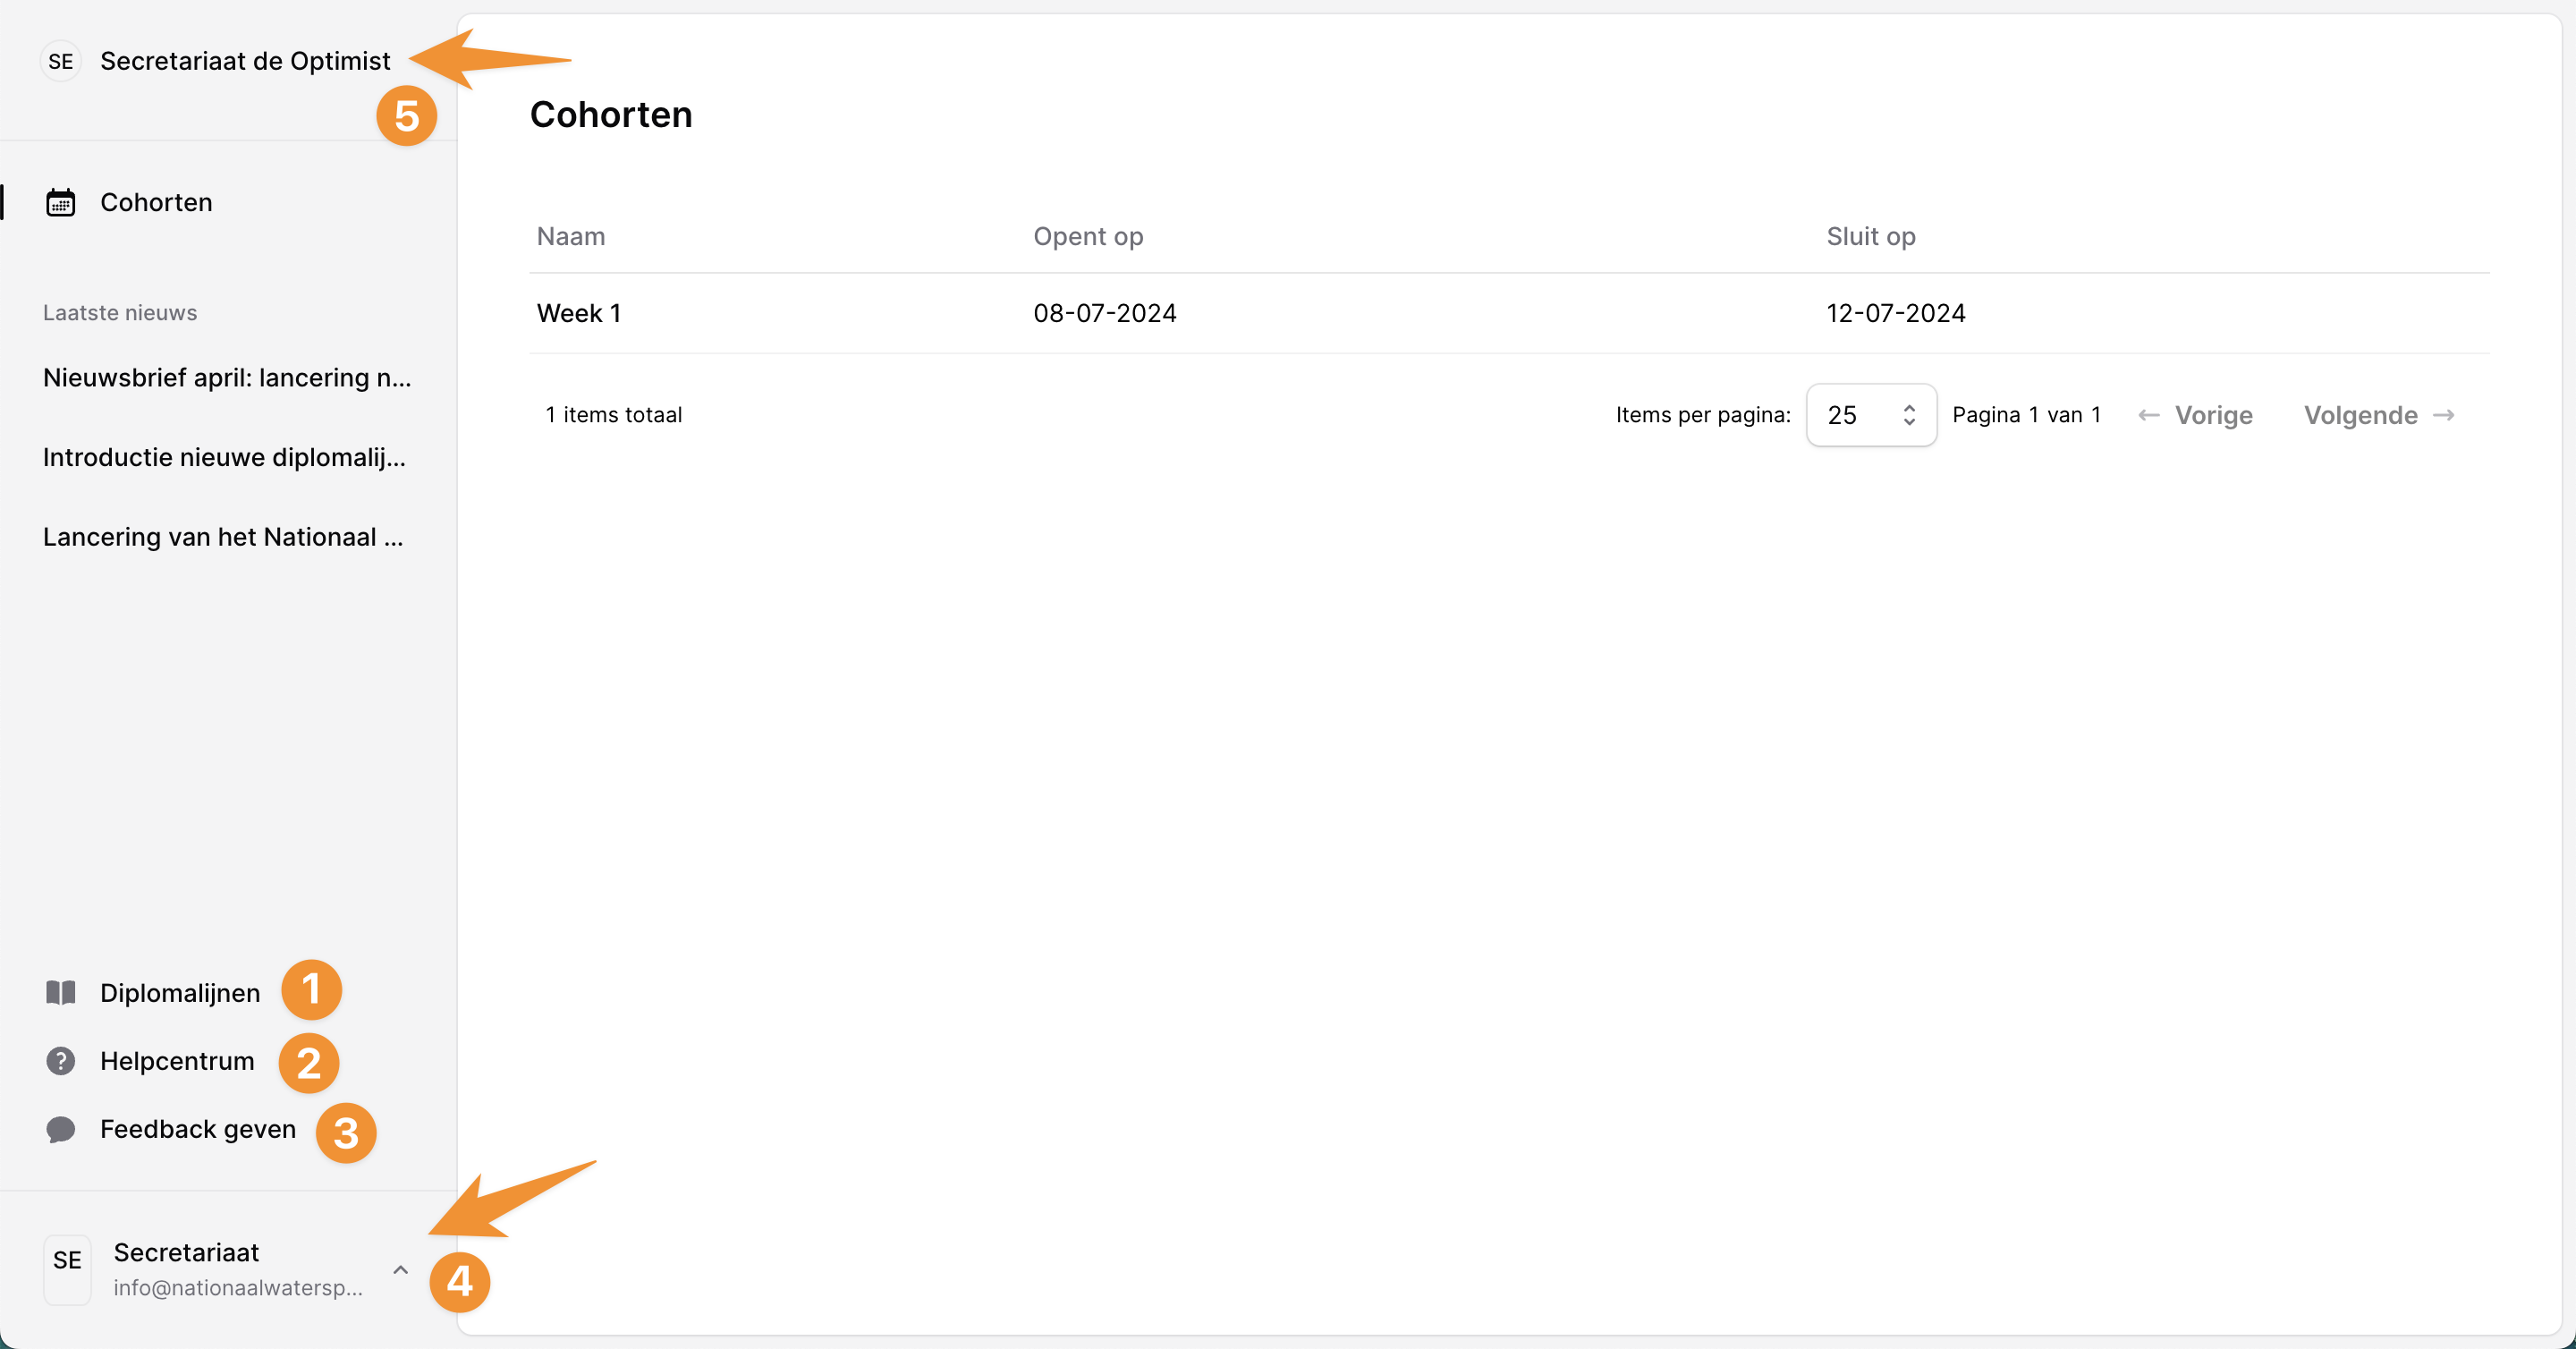 SE Secretariaat de Optimist
5
Cohorten
Laatste nieuws
Nieuwsbrief april: lancering n...
Introductie nieuwe diplomalij...
Lancering van het Nationaal ...
Diplomalijnen 1
Helpcentrum 2
Feedback geven 3
SE Secretariaat
info@nationaalwatersp...
4
Cohorten
Naam Opent op Sluit op
Week 1 08-07-2024 12-07-2024
1 items totaal Items per pagina: 25 Pagina 1 van 1 ← Vorige Volgende →